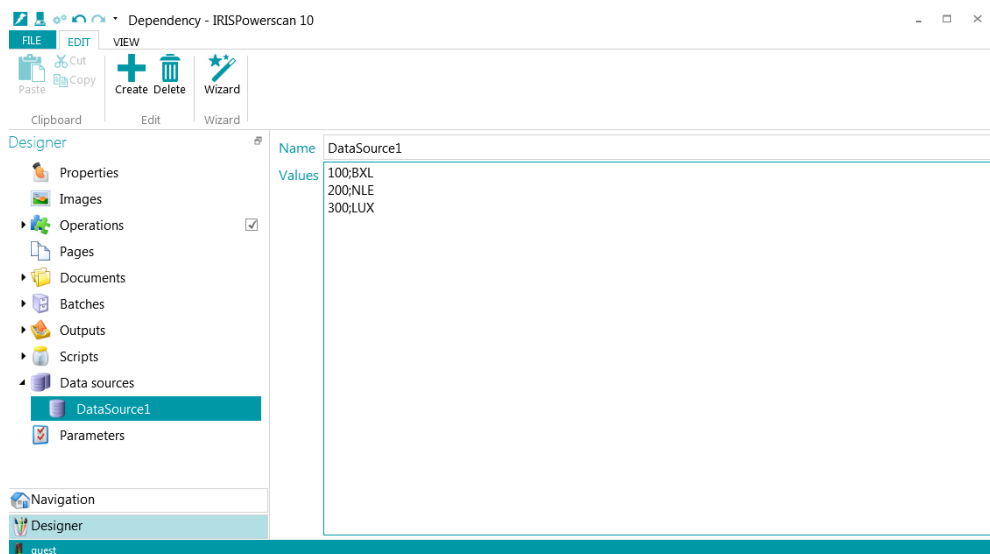 Dependency - IRISPowerscan 10
FILE EDIT VIEW
Paste Cut Copy Create Delete Wizard
Clipboard Edit Wizard
Designer
Properties
Images
Operations
Pages
Documents
Batches
Outputs
Scripts
Data sources
DataSource1
Parameters
Navigation
Designer
guest
Name DataSource1
Values 100;BXL
200;NLE
300;LUX